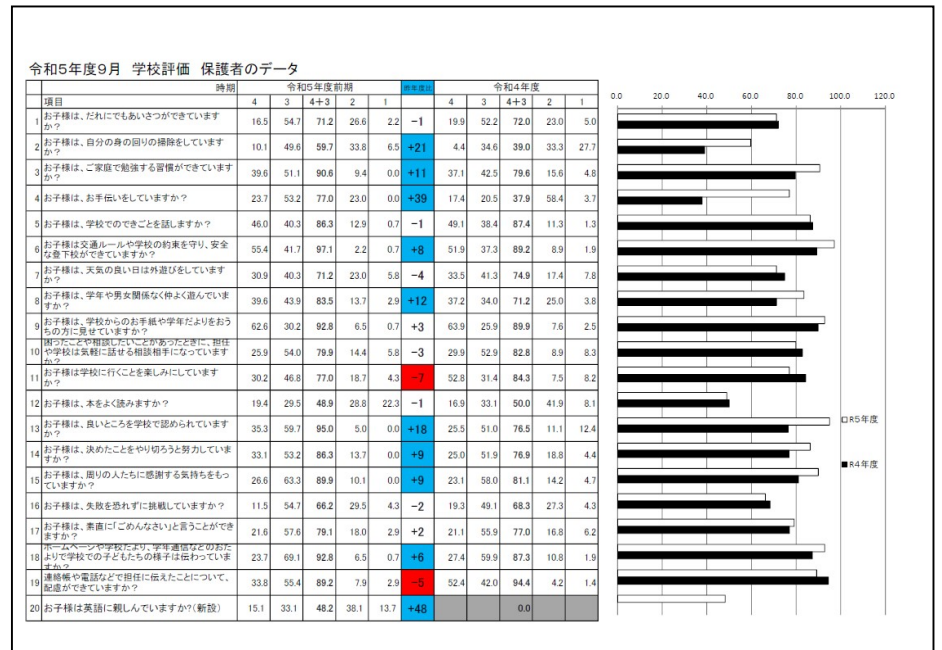 令和5年度9月 学校評価 保護者のデータ
時期 令和5年度前期 昨年度比 令和4年度
項目 4 3 4+3 2 1 4 3 4+3 2 1
1 お子様は、だれにでもあいさつができていますか？ 16.5 54.7 71.2 26.6 2.2 -1 19.9 52.2 72.0 23.0 5.0
2 お子様は、自分の身の回りの掃除をしていますか？ 10.1 49.6 59.7 33.8 6.5 +21 4.4 34.6 39.0 33.3 27.7
3 お子様は、ご家庭で勉強する習慣ができていますか？ 39.6 51.1 90.6 9.4 0.0 +11 37.1 42.5 79.6 15.6 4.8
4 お子様は、お手伝いをしていますか？ 23.7 53.2 77.0 23.0 0.0 +39 17.4 20.5 37.9 58.4 3.7
5 お子様は、学校でのできごとを話しますか？ 46.0 40.3 86.3 12.9 0.7 -1 49.1 38.4 87.4 11.3 1.3
6 お子様は交通ルールや学校の約束を守り、安全な登下校ができていますか？ 55.4 41.7 97.1 2.2 0.7 +8 51.9 37.3 89.2 8.9 1.9
7 お子様は、天気の良い日は外遊びをしていますか？ 30.9 40.3 71.2 23.0 5.8 -4 33.5 41.3 74.9 17.4 7.8
8 お子様は、学年や男女関係なく仲よく遊んでいますか？ 39.6 43.9 83.5 13.7 2.9 +12 37.2 34.0 71.2 25.0 3.8
9 お子様は、学校からのお手紙や学年だよりをおうちの方に見せていますか？ 62.6 30.2 92.8 6.5 0.7 +3 63.9 25.9 89.9 7.6 2.5
10 困ったことや相談したいことがあったときに、担任や学校は気軽に話せる相談相手になっていますか？ 25.9 54.0 79.9 14.4 5.8 -3 29.9 52.9 82.8 8.9 8.3
11 お子様は学校に行くことを楽しみにしていますか？ 30.2 46.8 77.0 18.7 4.3 -7 52.8 31.4 84.3 7.5 8.2
12 お子様は、本をよく読みますか？ 19.4 29.5 48.9 28.8 22.3 -1 16.9 33.1 50.0 41.9 8.1
13 お子様は、良いところを学校で認められていますか？ 35.3 59.7 95.0 5.0 0.0 +18 25.5 51.0 76.5 11.1 12.4
14 お子様は、決めたことをやり切ろうと努力していますか？ 33.1 53.2 86.3 13.7 0.0 +9 25.0 51.9 76.9 18.8 4.4
15 お子様は、周りの人たちに感謝する気持ちをもっていますか？ 26.6 63.3 89.9 10.1 0.0 +9 23.1 58.0 81.1 14.2 4.7
16 お子様は、失敗を恐れずに挑戦していますか？ 11.5 54.7 66.2 29.5 4.3 -2 19.3 49.1 68.3 27.3 4.3
17 お子様は、素直に「ごめんなさい」と言うことができますか？ 21.6 57.6 79.1 18.0 2.9 +2 21.1 55.9 77.0 16.8 6.2
18 ホームページや学校だより、学年通信などのおたよりで学校での子どもたちの様子は伝わっていますか？ 23.7 69.1 92.8 6.5 0.7 +6 27.4 59.9 87.3 10.8 1.9
19 連絡帳や電話などで担任に伝えたことについて、配慮ができていますか？ 33.8 55.4 89.2 7.9 2.9 -5 52.4 42.0 94.4 4.2 1.4
20 お子様は英語に親しんでいますか?(新設) 15.1 33.1 48.2 38.1 13.7 +48 0.0
0.0 20.0 40.0 60.0 80.0 100.0 120.0
□R5年度
■R4年度